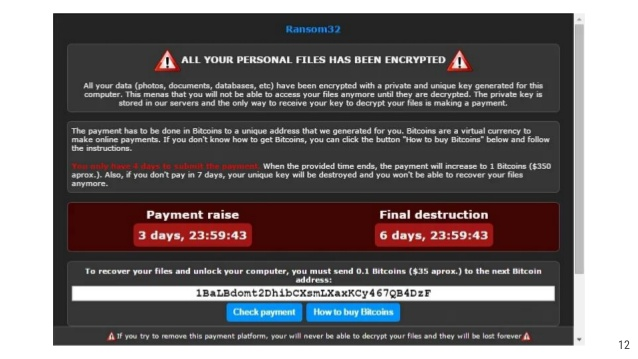 Ransom32
ALL YOUR PERSONAL FILES HAS BEEN ENCRYPTED
All your data (photos, documents, databases, etc) have been encrypted with a private and unique key generated for this
computer. This menas that you will not be able to access your files anymore until they are decrypted. The private key is
stored in our servers and the only way to receive your key to decrypt your files is making a payment.
The payment has to be done in Bitcoins to a unique address that we generated for you. Bitcoins are a virtual currency to
make online payments. If you don't know how to get Bitcoins, you can click the button "How to buy Bitcoins" below and follow
the instructions.
You only have 4 days to submit the payment. When the provided time ends, the payment will increase to 1 Bitcoins ($350
aprox.). Also, if you don't pay in 7 days, your unique key will be destroyed and you won't be able to recover your files
anymore.
Payment raise Final destruction
3 days, 23:59:43 6 days, 23:59:43
To recover your files and unlock your computer, you must send 0.1 Bitcoins ($35 aprox.) to the next Bitcoin
address:
1BaLBdomt2DhibCXsmLXaxKCy467QB4DzF
Check payment How to buy Bitcoins
If you try to remove this payment platform, your will never be able to decrypt your files and they will be lost forever
12